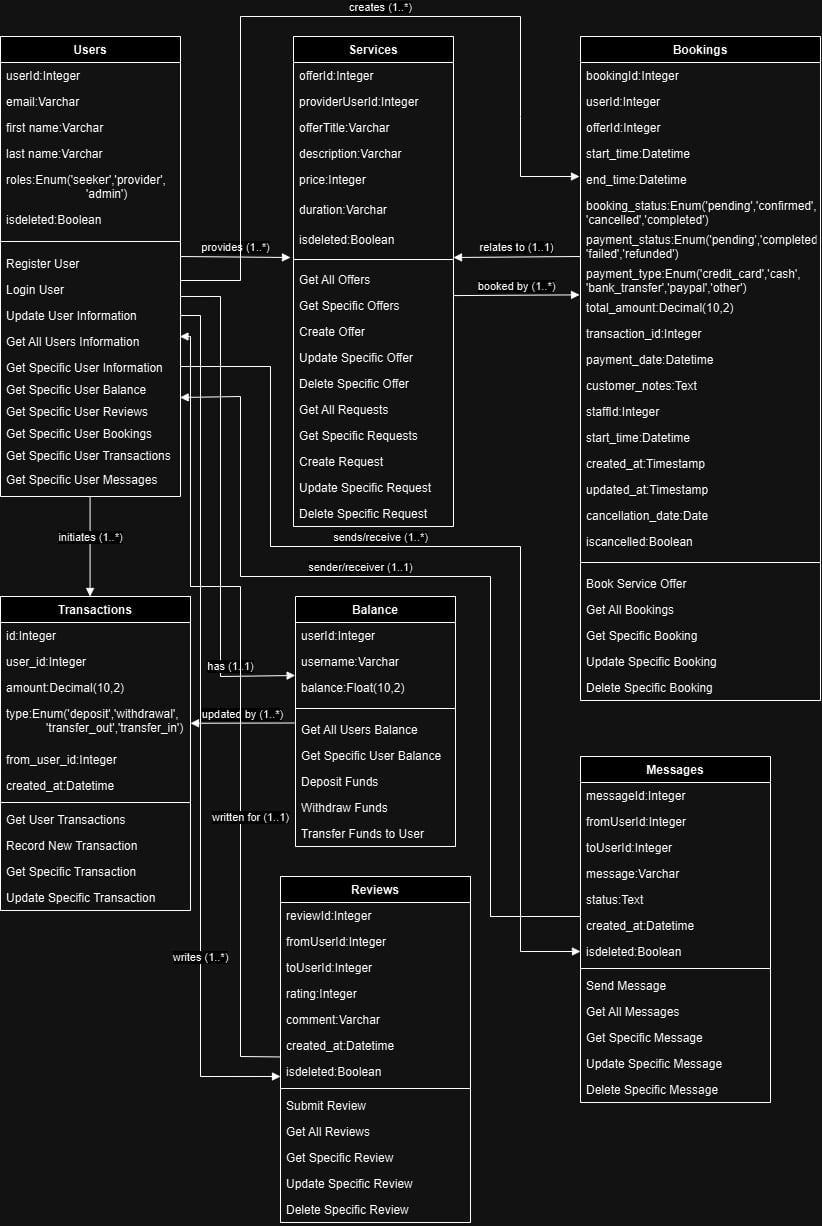 creates (1..*)
Users
userId:Integer
email:Varchar
first name:Varchar
last name:Varchar
roles:Enum('seeker','provider',
'admin')
isdeleted:Boolean
Register User
Login User
Update User Information
Get All Users Information
Get Specific User Information
Get Specific User Balance
Get Specific User Reviews
Get Specific User Bookings
Get Specific User Transactions
Get Specific User Messages
provides (1..*)
Services
offerId:Integer
providerUserId:Integer
offerTitle:Varchar
description:Varchar
price:Integer
duration:Varchar
isdeleted:Boolean
Get All Offers
Get Specific Offers
Create Offer
Update Specific Offer
Delete Specific Offer
Get All Requests
Get Specific Requests
Create Request
Update Specific Request
Delete Specific Request
relates to (1..1)
booked by (1..*)
Bookings
bookingId:Integer
userId:Integer
offerId:Integer
start_time:Datetime
end_time:Datetime
booking_status:Enum('pending','confirmed',
'cancelled','completed')
payment_status:Enum('pending','completed
'failed','refunded')
payment_type:Enum('credit_card','cash',
'bank_transfer','paypal','other')
total_amount:Decimal(10,2)
transaction_id:Integer
payment_date:Datetime
customer_notes:Text
staffId:Integer
start_time:Datetime
created_at:Timestamp
updated_at:Timestamp
cancellation_date:Date
iscancelled:Boolean
Book Service Offer
Get All Bookings
Get Specific Booking
Update Specific Booking
Delete Specific Booking
initiates (1..*)
sends/receive (1..*)
sender/receiver (1..1)
Transactions
id:Integer
user_id:Integer
amount:Decimal(10,2)
type:Enum('deposit','withdrawal',
'transfer_out','transfer_in')
from_user_id:Integer
created_at:Datetime
Get User Transactions
Record New Transaction
Get Specific Transaction
Update Specific Transaction
has (1..1)
updated by (1..*)
Balance
userId:Integer
username:Varchar
balance:Float(10,2)
Get All Users Balance
Get Specific User Balance
Deposit Funds
Withdraw Funds
Transfer Funds to User
written for (1..1)
writes (1..*)
Reviews
reviewId:Integer
fromUserId:Integer
toUserId:Integer
rating:Integer
comment:Varchar
created_at:Datetime
isdeleted:Boolean
Submit Review
Get All Reviews
Get Specific Review
Update Specific Review
Delete Specific Review
Messages
messageId:Integer
fromUserId:Integer
toUserId:Integer
message:Varchar
status:Text
created_at:Datetime
isdeleted:Boolean
Send Message
Get All Messages
Get Specific Message
Update Specific Message
Delete Specific Message